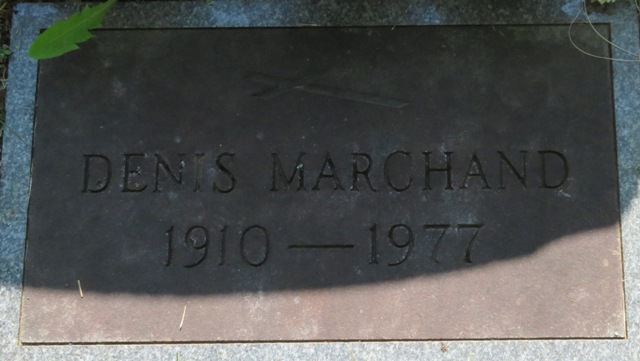 DENIS MARCHAND
1910 — 1977